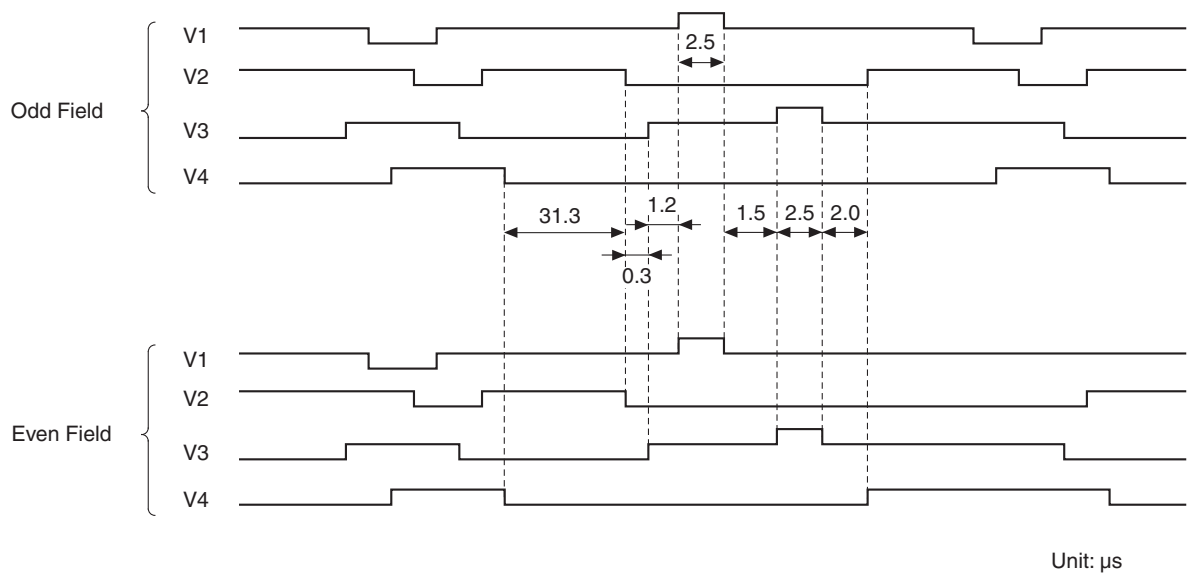 V1
2.5
V2
Odd Field
V3
V4
31.3
1.2
1.5
2.5
2.0
0.3
V1
V2
Even Field
V3
V4
Unit: μs